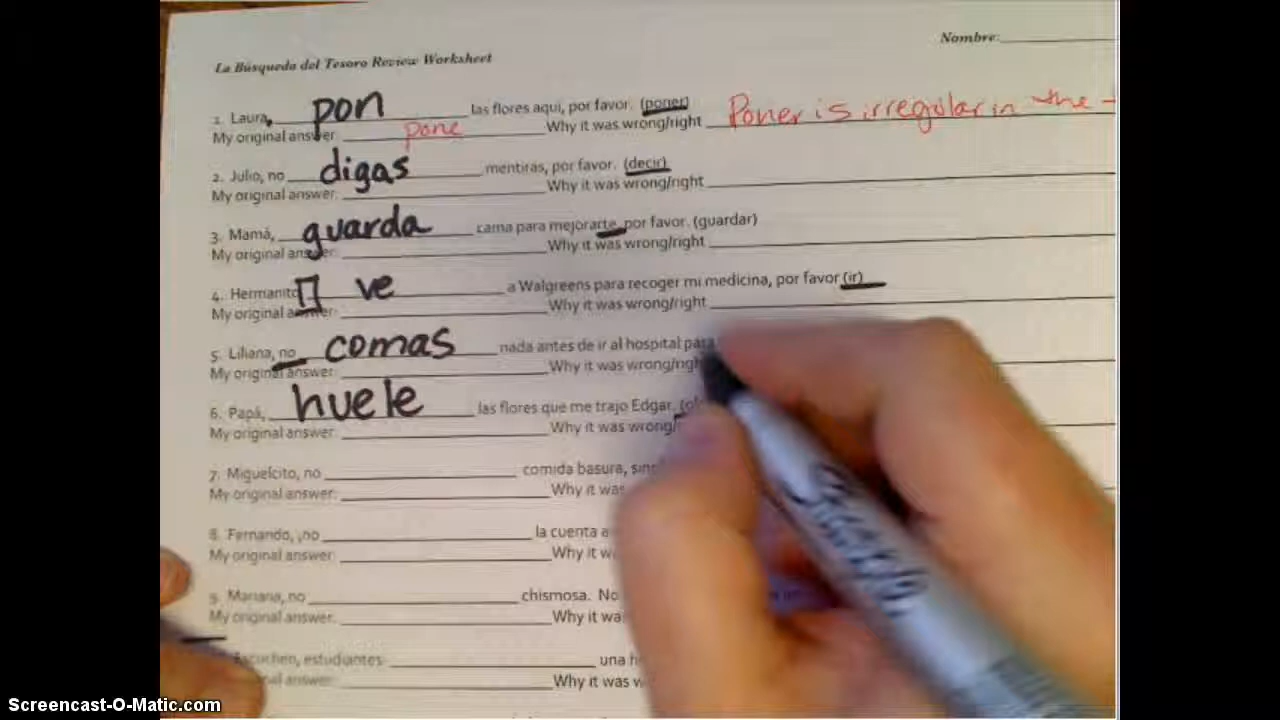 Nombre:
La Búsqueda del Tesoro Review Worksheet
1. Laura, pon las flores aquí, por favor. (poner)
My original answer: pone Why it was wrong/right Poner is irregular in the
2. Julio, no digas mentiras, por favor. (decir)
My original answer: Why it was wrong/right
3. Mamá, guarda cama para mejorarte, por favor. (guardar)
My original answer: Why it was wrong/right
4. Hermanito ve a Walgreens para recoger mi medicina, por favor (ir)
My original answer: Why it was wrong/right
5. Liliana, no comas nada antes de ir al hospital para
My original answer: Why it was wrong/right
6. Papá, huele las flores que me trajo Edgar.
My original answer: Why it was wrong/
7. Miguelcito, no comida basura,
My original answer: Why it was
8. Fernando, ¡no la cuenta a
My original answer: Why it
9. Mariana, no chismosa. No
My original answer: Why it was
Escuchen, estudiantes una
answer: Why it was
Sharpie
Screencast-O-Matic.com